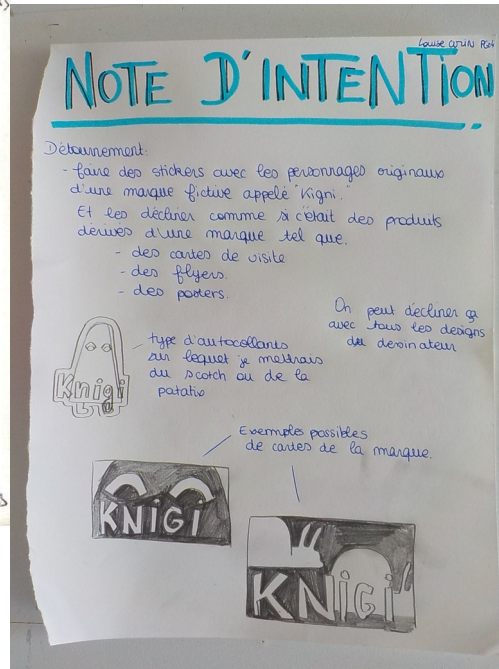 Louise
NOTE D'INTENTION
Détournement:
- faire des stickers avec les personnages originaux
d'une marque fictive appelé "Kigni."
Et les décliner comme si c'était des produits
dérives d'une marque tel que.
- des cartes de visite
- des flyers.
- des posters.
On peut décliner ça
avec tous les designs
du dessinateur
type d'autocollants
sur lequel je mettrais
du scotch ou de la
patafix
Knigi
Exemples possibles
de cartes de la marque.
KNiGi
KNiGi